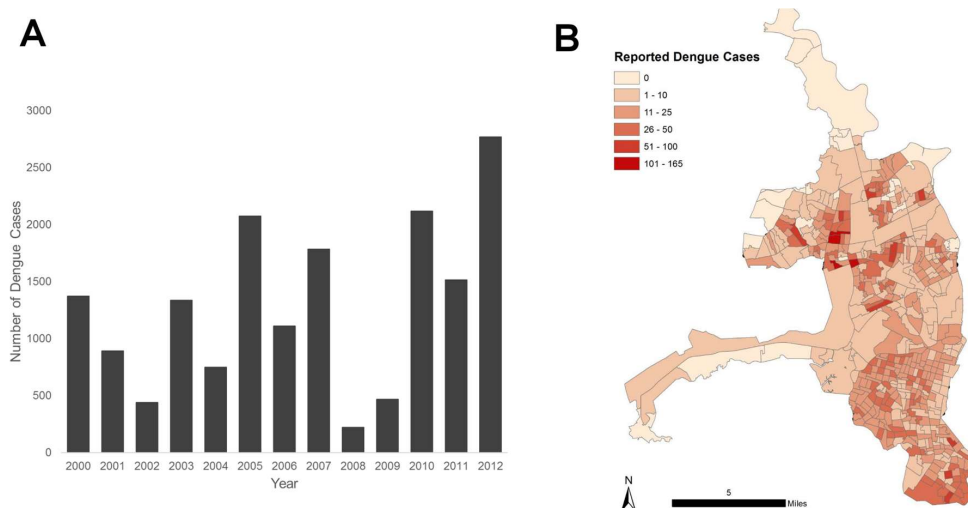 A
3000
2500
2000
1500
1000
500
0
Number of Dengue Cases
2000 2001 2002 2003 2004 2005 2006 2007 2008 2009 2010 2011 2012
Year
B
Reported Dengue Cases
0
1 - 10
11 - 25
26 - 50
51 - 100
101 - 165
N
5
Miles